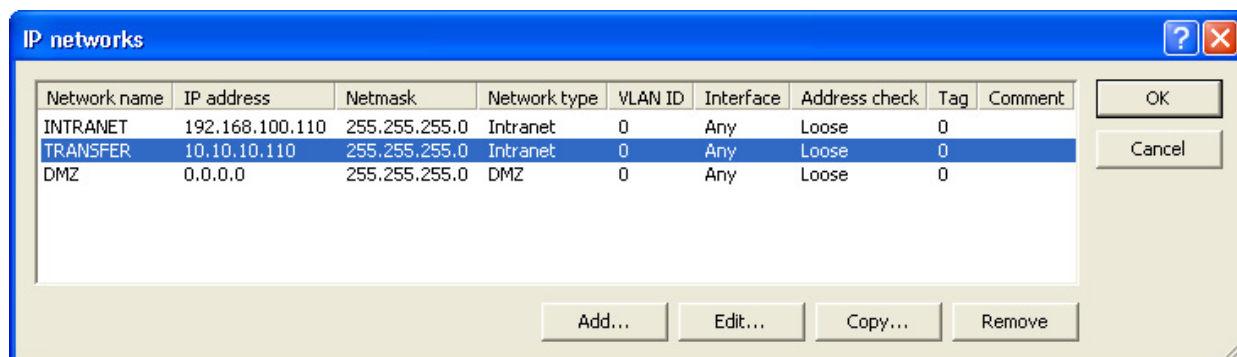 IP networks
Network name IP address Netmask Network type VLAN ID Interface Address check Tag Comment
INTRANET 192.168.100.110 255.255.255.0 Intranet 0 Any Loose 0
TRANSFER 10.10.10.110 255.255.255.0 Intranet 0 Any Loose 0
DMZ 0.0.0.0 255.255.255.0 DMZ 0 Any Loose 0
OK
Cancel
Add... Edit... Copy... Remove